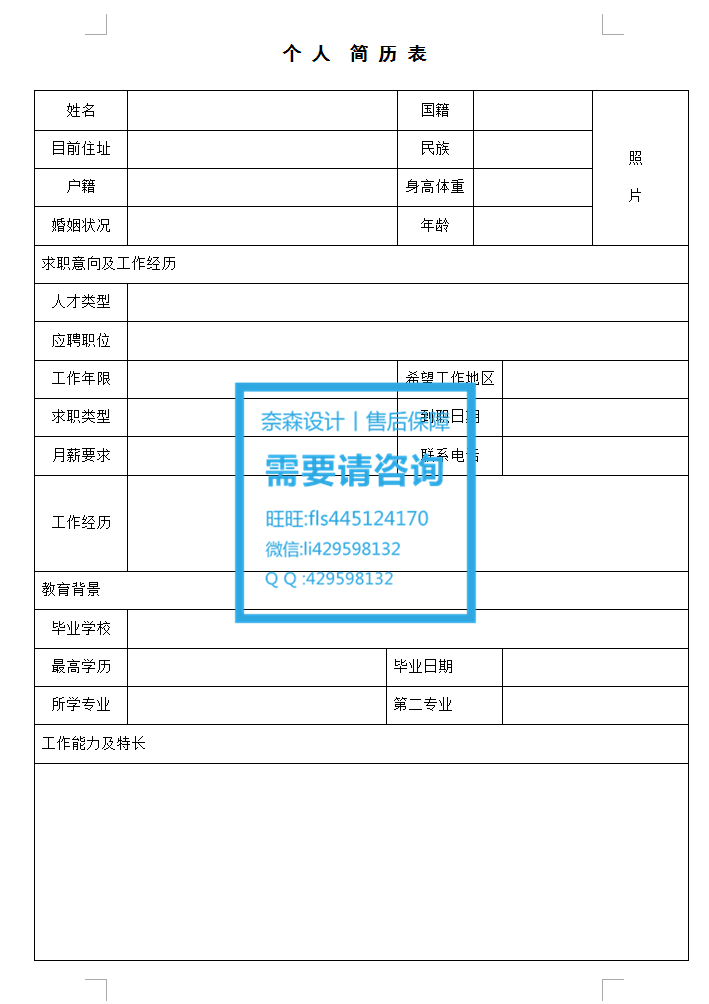 个 人 简 历 表
姓名 国籍
照
目前住址 民族
户籍 身高体重
片
婚姻状况 年龄
求职意向及工作经历
人才类型
应聘职位
工作年限 希望工作地区
求职类型 到职日期
奈森设计丨售后保障
月薪要求 联系电话
需要请咨询
工作经历
旺旺:fls445124170
微信:li429598132
Q Q :429598132
教育背景
毕业学校
最高学历 毕业日期
所学专业 第二专业
工作能力及特长